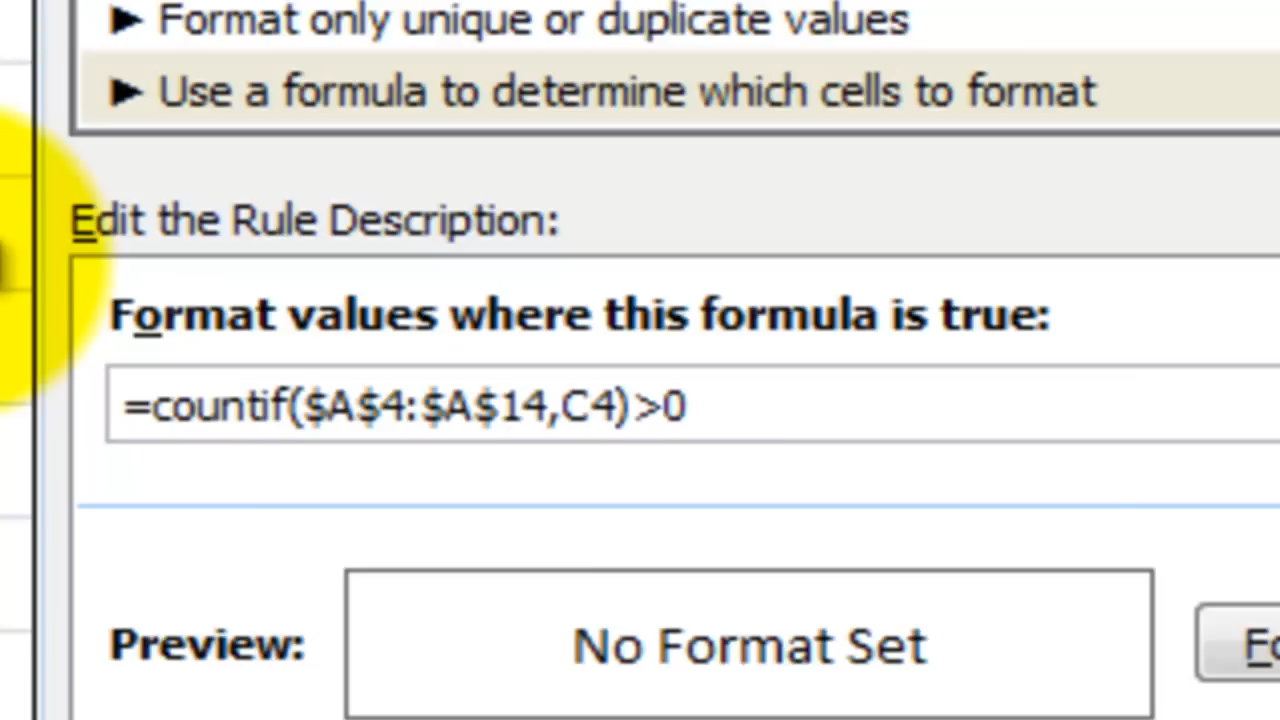 ► Format only unique or duplicate values
► Use a formula to determine which cells to format
Edit the Rule Description:
Format values where this formula is true:
=countif($A$4:$A$14,C4)>0
Preview:
No Format Set